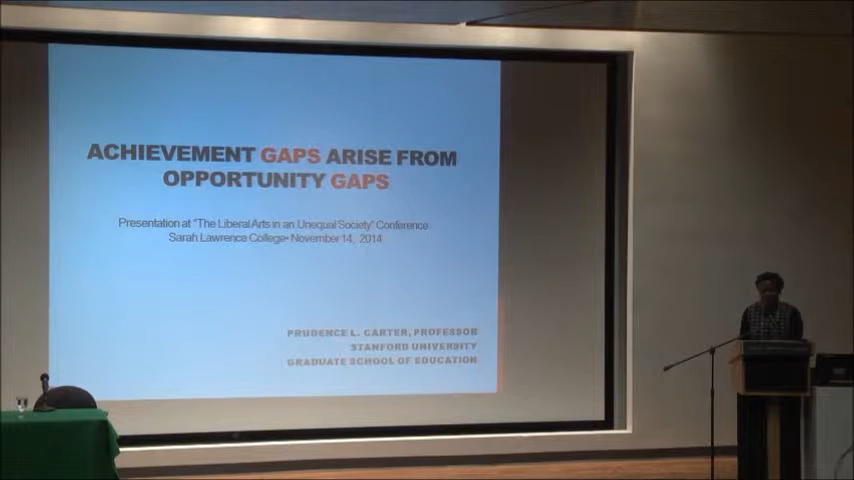 ACHIEVEMENT GAPS ARISE FROM
OPPORTUNITY GAPS
Presentation at "The Liberal Arts in an Unequal Society" Conference
Sarah Lawrence College• November 14, 2014
PRUDENCE L. CARTER, PROFESSOR
STANFORD UNIVERSITY
GRADUATE SCHOOL OF EDUCATION